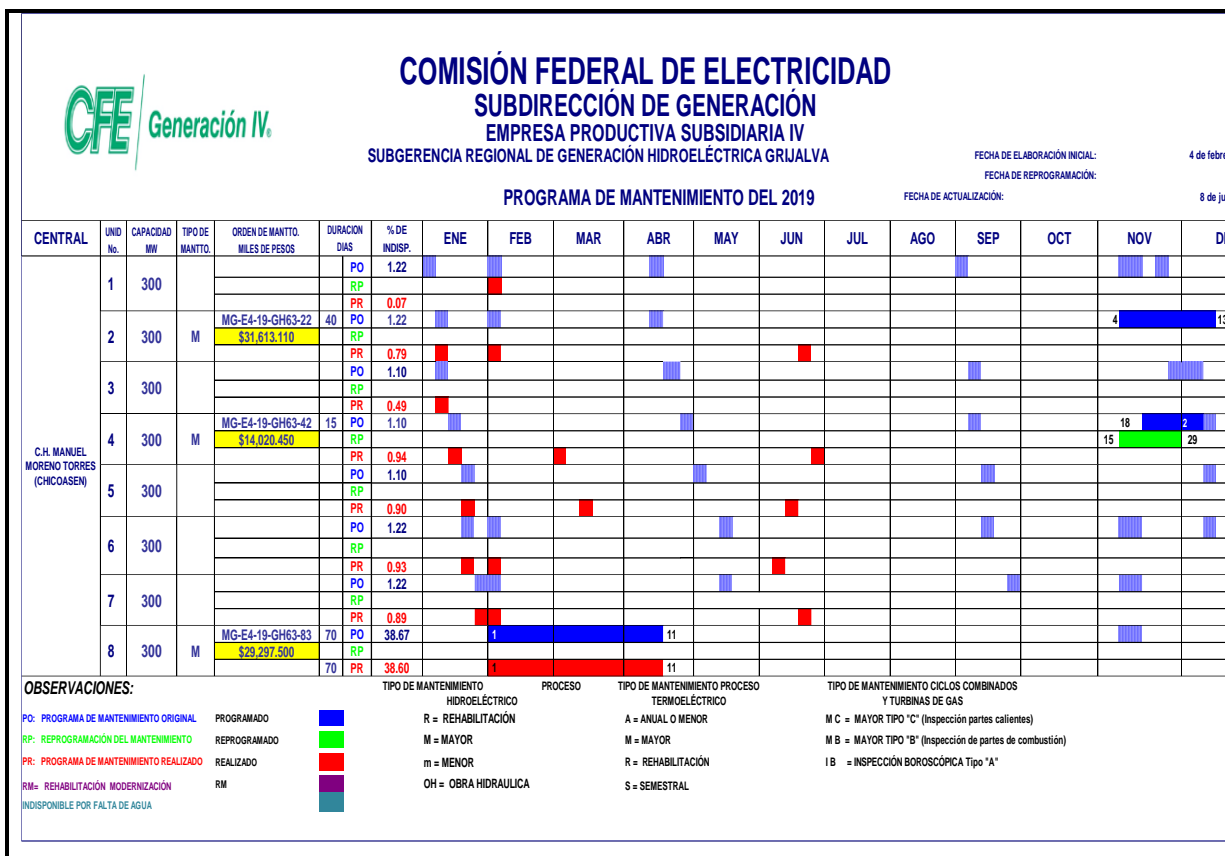 COMISIÓN FEDERAL DE ELECTRICIDAD
SUBDIRECCIÓN DE GENERACIÓN
EMPRESA PRODUCTIVA SUBSIDIARIA IV
SUBGERENCIA REGIONAL DE GENERACIÓN HIDROELÉCTRICA GRIJALVA
CFE Generación IV®
FECHA DE ELABORACIÓN INICIAL: 4 de febre
FECHA DE REPROGRAMACIÓN:
PROGRAMA DE MANTENIMIENTO DEL 2019
FECHA DE ACTUALIZACIÓN: 8 de ju
CENTRAL UNID No. CAPACIDAD MW TIPO DE MANTTO. ORDEN DE MANTTO. MILES DE PESOS DURACION DIAS % DE INDISP. ENE FEB MAR ABR MAY JUN JUL AGO SEP OCT NOV DI
C.H. MANUEL
MORENO TORRES
(CHICOASEN)
PO 1.22
1 300 RP
PR 0.07
MG-E4-19-GH63-22 40 PO 1.22 4 13
2 300 M $31,613.110 RP
PR 0.79
PO 1.10
3 300 RP
PR 0.49
MG-E4-19-GH63-42 15 PO 1.10 18 2
4 300 M $14,020.450 RP 15 29
PR 0.94
PO 1.10
5 300 RP
PR 0.90
PO 1.22
6 300 RP
PR 0.93
PO 1.22
7 300 RP
PR 0.89
MG-E4-19-GH63-83 70 PO 38.67 1 11
8 300 M $29,297.500 RP
70 PR 38.60 1 11
OBSERVACIONES:
PO: PROGRAMA DE MANTENIMIENTO ORIGINAL PROGRAMADO
RP: REPROGRAMACIÓN DEL MANTENIMIENTO REPROGRAMADO
PR: PROGRAMA DE MANTENIMIENTO REALIZADO REALIZADO
RM= REHABILITACIÓN MODERNIZACIÓN RM
INDISPONIBLE POR FALTA DE AGUA
TIPO DE MANTENIMIENTO PROCESO
HIDROELÉCTRICO
R = REHABILITACIÓN
M = MAYOR
m = MENOR
OH = OBRA HIDRAULICA
TIPO DE MANTENIMIENTO PROCESO
TERMOELÉCTRICO
A = ANUAL O MENOR
M = MAYOR
R = REHABILITACIÓN
S = SEMESTRAL
TIPO DE MANTENIMIENTO CICLOS COMBINADOS
Y TURBINAS DE GAS
M C = MAYOR TIPO "C" (Inspección partes calientes)
M B = MAYOR TIPO "B" (Inspección de partes de combustión)
I B = INSPECCIÓN BOROSCÓPICA Tipo "A"